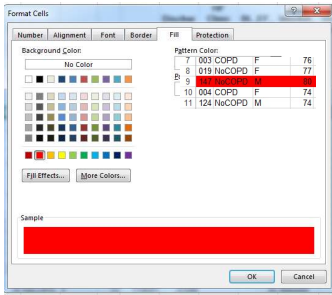 Format Cells
Number Alignment Font Border Fill Protection
Background Color:
No Color
Pattern Color:
7 003 COPD F 76
8 019 NoCOPD F 77
9 147 NoCOPD M
10 004 COPD F 74
11 124 NoCOPD M 74
Fill Effects... More Colors...
Sample
OK Cancel